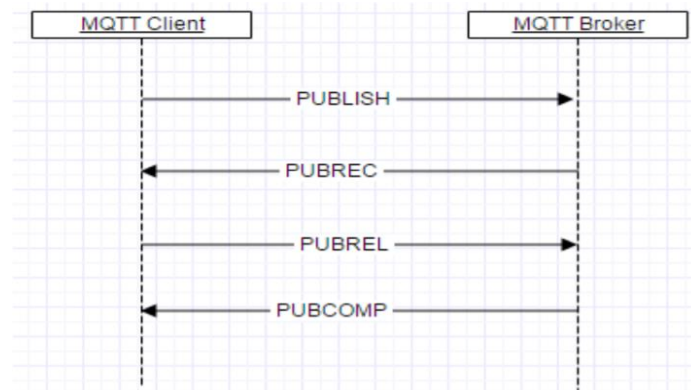 MQTT Client
MQTT Broker
PUBLISH
PUBREC
PUBREL
PUBCOMP